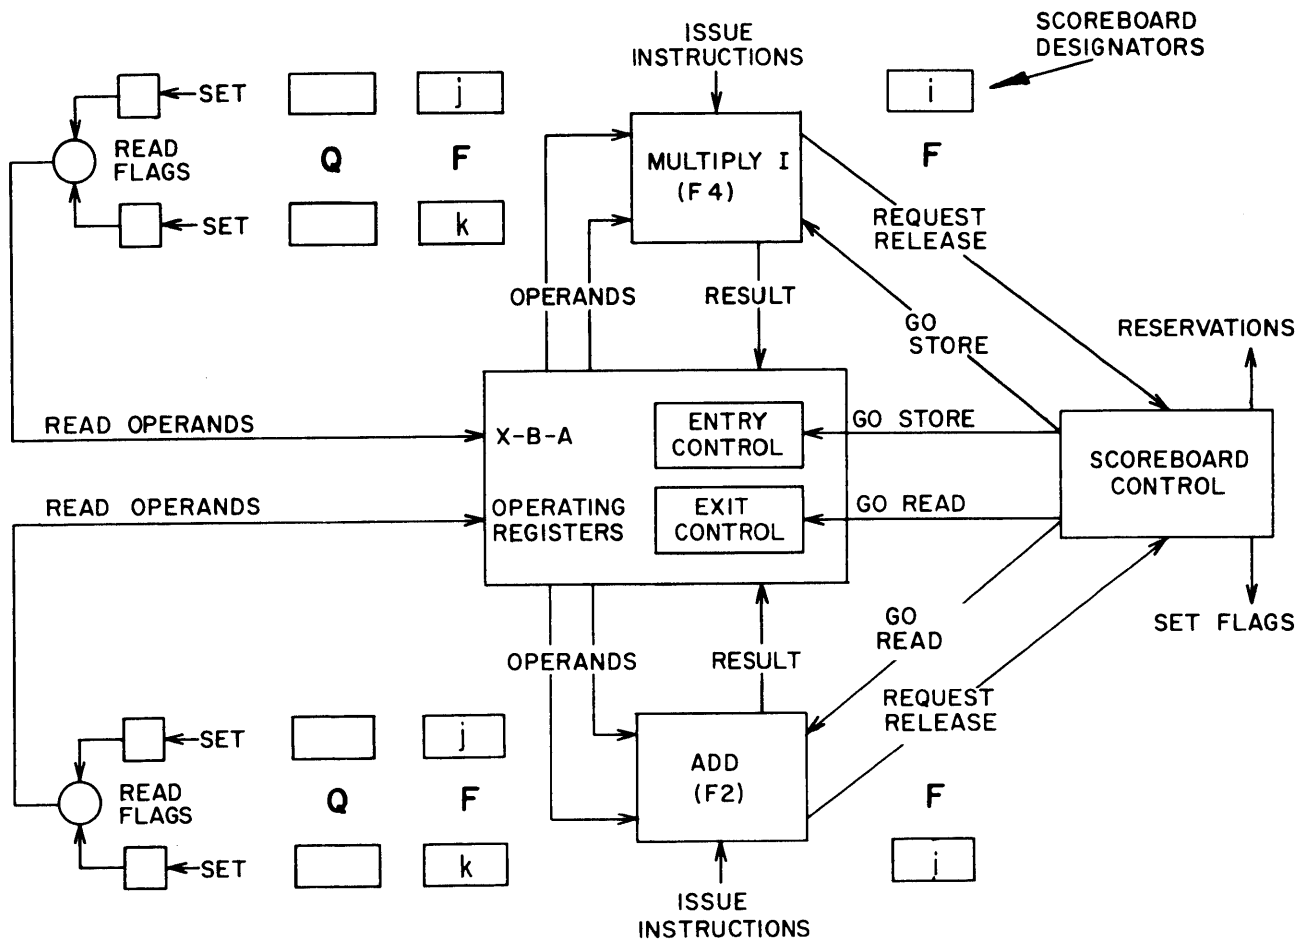 SCOREBOARD
DESIGNATORS
ISSUE
INSTRUCTIONS
SET
j
i
READ
FLAGS
Q
F
MULTIPLY I
(F4)
F
SET
k
REQUEST
RELEASE
OPERANDS
RESULT
GO
STORE
RESERVATIONS
READ OPERANDS
X-B-A
ENTRY
CONTROL
GO STORE
SCOREBOARD
CONTROL
READ OPERANDS
OPERATING
REGISTERS
EXIT
CONTROL
GO READ
SET FLAGS
GO
READ
OPERANDS
RESULT
REQUEST
RELEASE
SET
j
READ
FLAGS
Q
F
ADD
(F2)
F
SET
k
i
ISSUE
INSTRUCTIONS